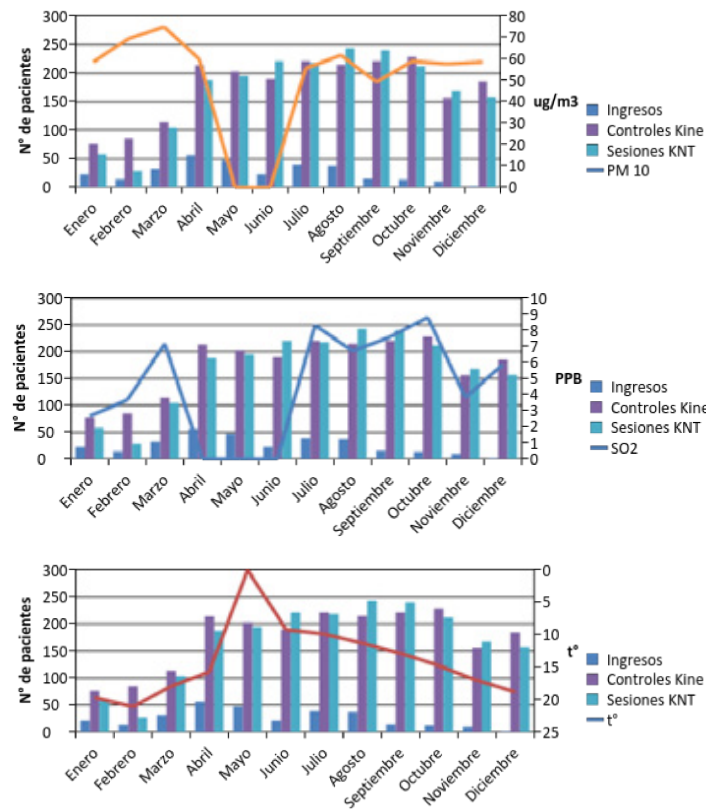 300
250
200
150
100
50
0
N° de pacientes
80
70
60
50
40
30
20
10
0
ug/m3
Ingresos
Controles Kine
Sesiones KNT
PM 10
Enero
Febrero
Marzo
Abril
Mayo
Junio
Julio
Agosto
Septiembre
Octubre
Noviembre
Diciembre
300
250
200
150
100
50
0
N° de pacientes
10
9
8
7
6
5
4
3
2
1
0
PPB
Ingresos
Controles Kine
Sesiones KNT
SO2
Enero
Febrero
Marzo
Abril
Mayo
Junio
Julio
Agosto
Septiembre
Octubre
Noviembre
Diciembre
300
250
200
150
100
50
0
N° de pacientes
0
5
10
15
20
25
t°
Ingresos
Controles Kine
Sesiones KNT
t°
Enero
Febrero
Marzo
Abril
Mayo
Junio
Julio
Agosto
Septiembre
Octubre
Noviembre
Diciembre